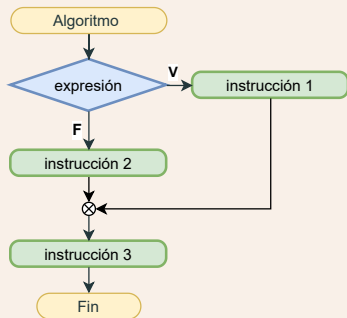 Algoritmo
expresión
V
instrucción 1
F
instrucción 2
instrucción 3
Fin